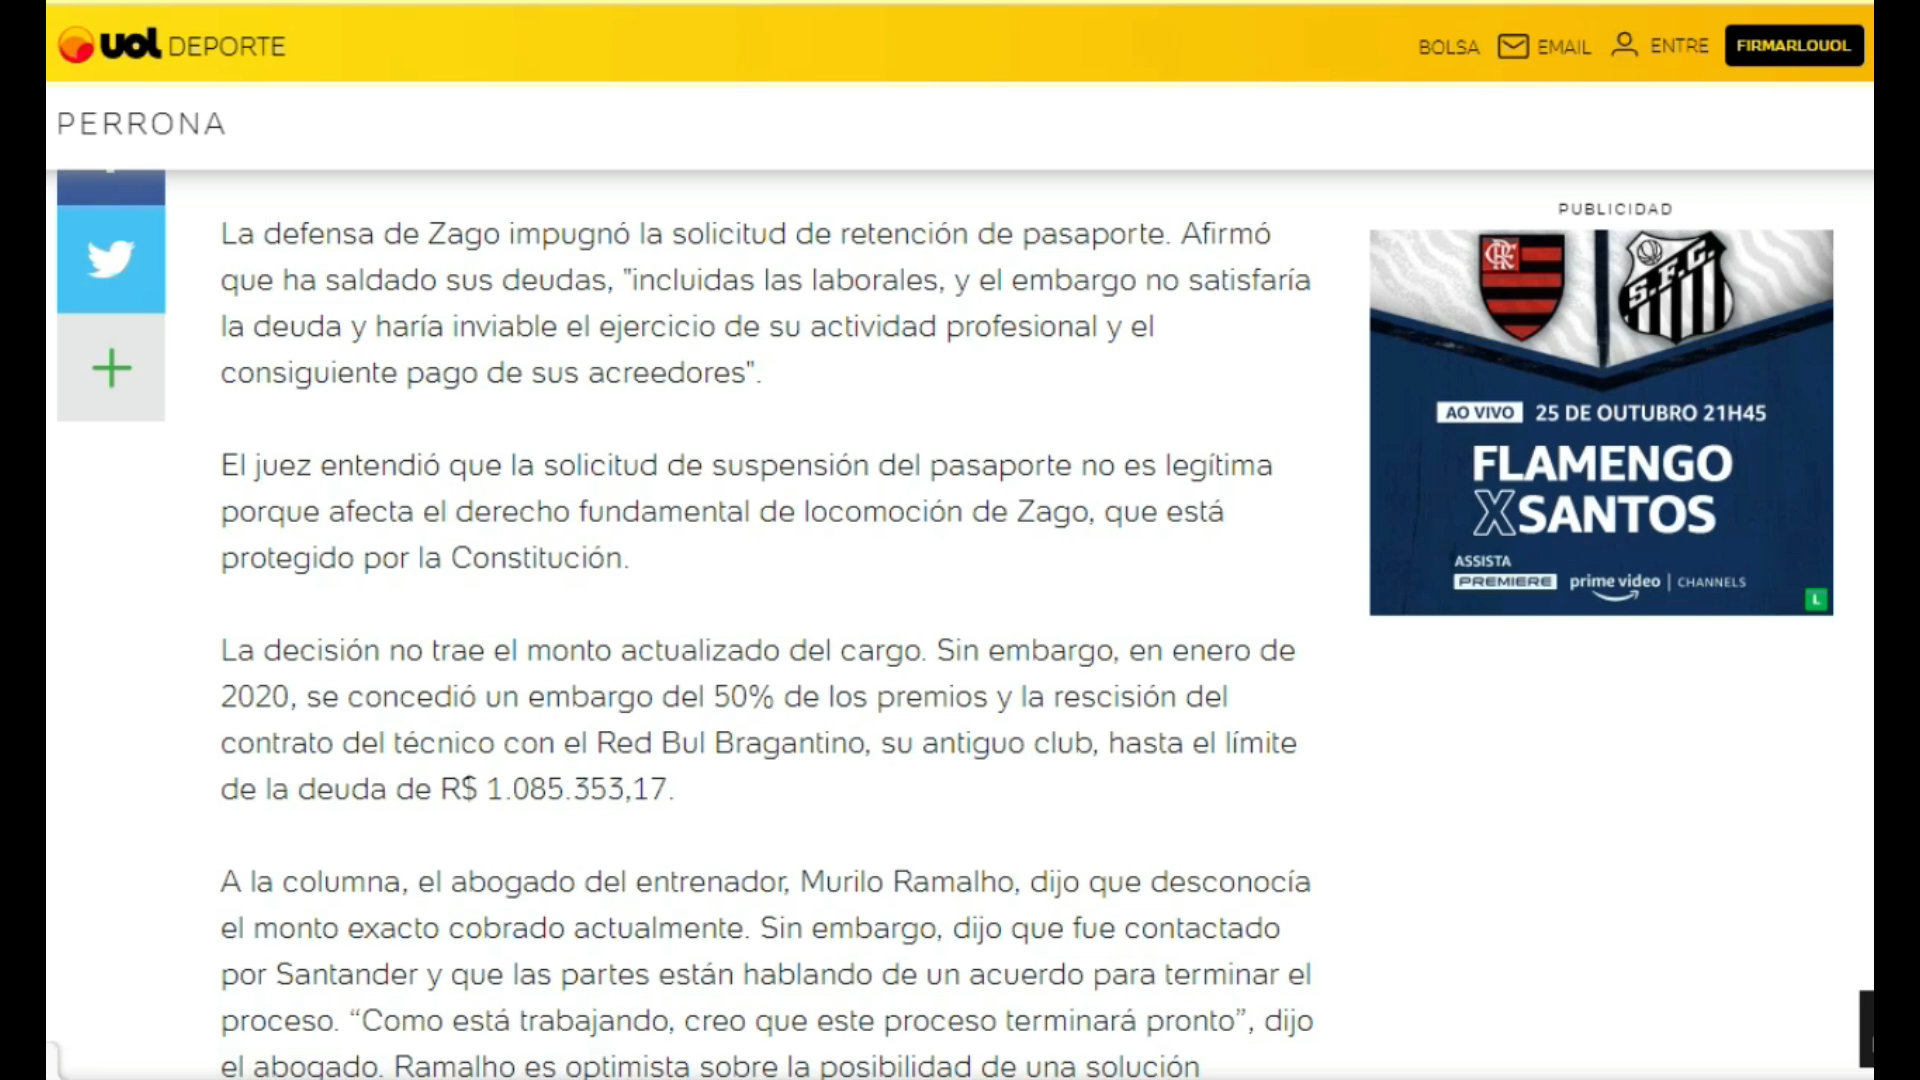 uol DEPORTE
BOLSA
EMAIL
ENTRE
FIRMARLOUOL
PERRONA
La defensa de Zago impugnó la solicitud de retención de pasaporte. Afirmó
que ha saldado sus deudas, "incluidas las laborales, y el embargo no satisfaría
la deuda y haría inviable el ejercicio de su actividad profesional y el
consiguiente pago de sus acreedores".
El juez entendió que la solicitud de suspensión del pasaporte no es legítima
porque afecta el derecho fundamental de locomoción de Zago, que está
protegido por la Constitución.
La decisión no trae el monto actualizado del cargo. Sin embargo, en enero de
2020, se concedió un embargo del 50% de los premios y la rescisión del
contrato del técnico con el Red Bul Bragantino, su antiguo club, hasta el límite
de la deuda de R$ 1.085.353,17.
A la columna, el abogado del entrenador, Murilo Ramalho, dijo que desconocía
el monto exacto cobrado actualmente. Sin embargo, dijo que fue contactado
por Santander y que las partes están hablando de un acuerdo para terminar el
proceso. “Como está trabajando, creo que este proceso terminará pronto”, dijo
el abogado. Ramalho es optimista sobre la posibilidad de una solución
PUBLICIDAD
CRF
S.F.C.
AO VIVO 25 DE OUTUBRO 21H45
FLAMENGO
X SANTOS
ASSISTA
PREMIERE prime video | CHANNELS
L